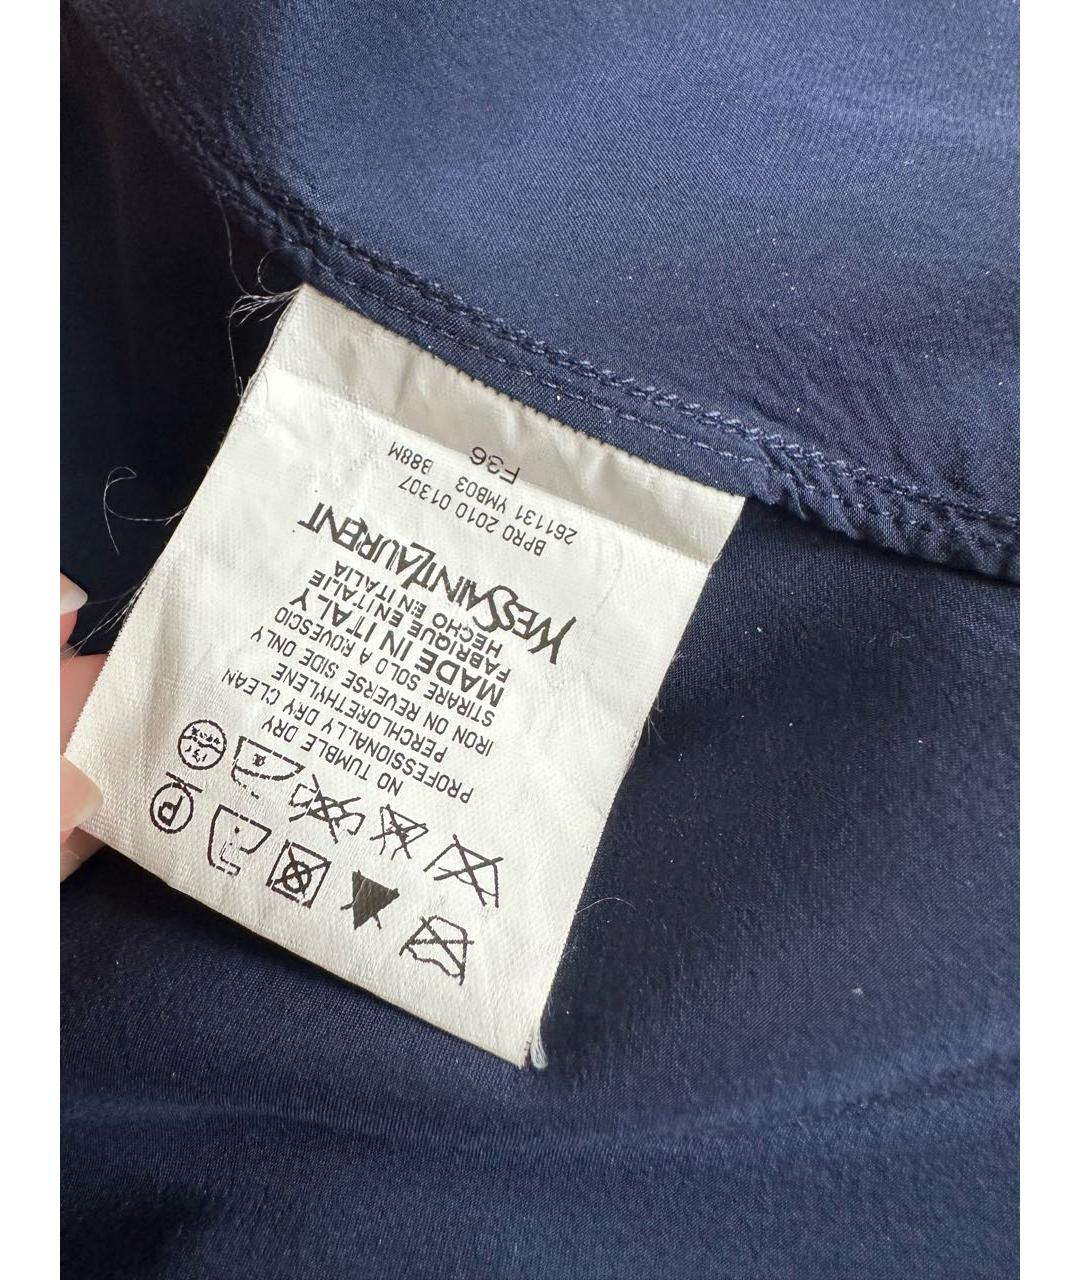 F36
261131 YMB03 B88M
BPR0 2010 01307
YVESSAINTLAURENT
HECHO EN ITALIA
FABRIQUE EN ITALIE
MADE IN ITALY
STIRARE SOLO A ROVESCIO
IRON ON REVERSE SIDE ONLY
PERCHLORETHYLENE
PROFESSIONALLY DRY CLEAN
NO TUMBLE DRY
P